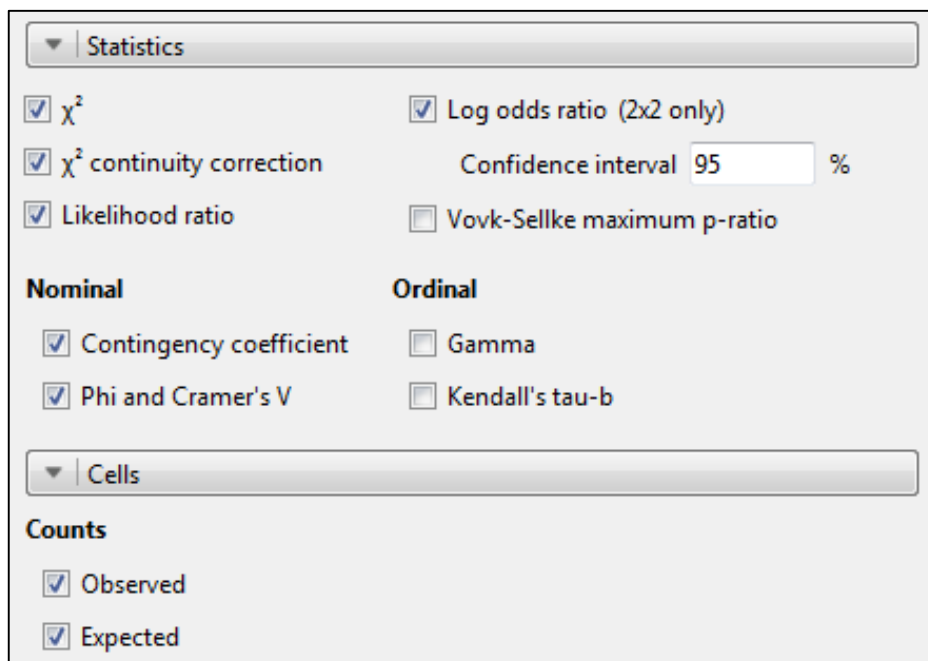 Statistics
χ² Log odds ratio (2x2 only)
χ² continuity correction Confidence interval 95 %
Likelihood ratio Vovk-Sellke maximum p-ratio
Nominal Ordinal
Contingency coefficient Gamma
Phi and Cramer's V Kendall's tau-b
Cells
Counts
Observed
Expected